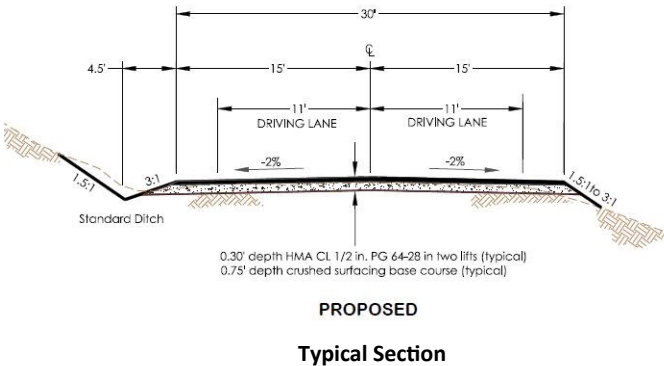 30'
℄
4.5'
15'
15'
11'
DRIVING LANE
11'
DRIVING LANE
-2%
-2%
1.5:1
3:1
1.5:1 to 3:1
Standard Ditch
0.30' depth HMA CL 1/2 in. PG 64-28 in two lifts (typical)
0.75' depth crushed surfacing base course (typical)
PROPOSED
Typical Section